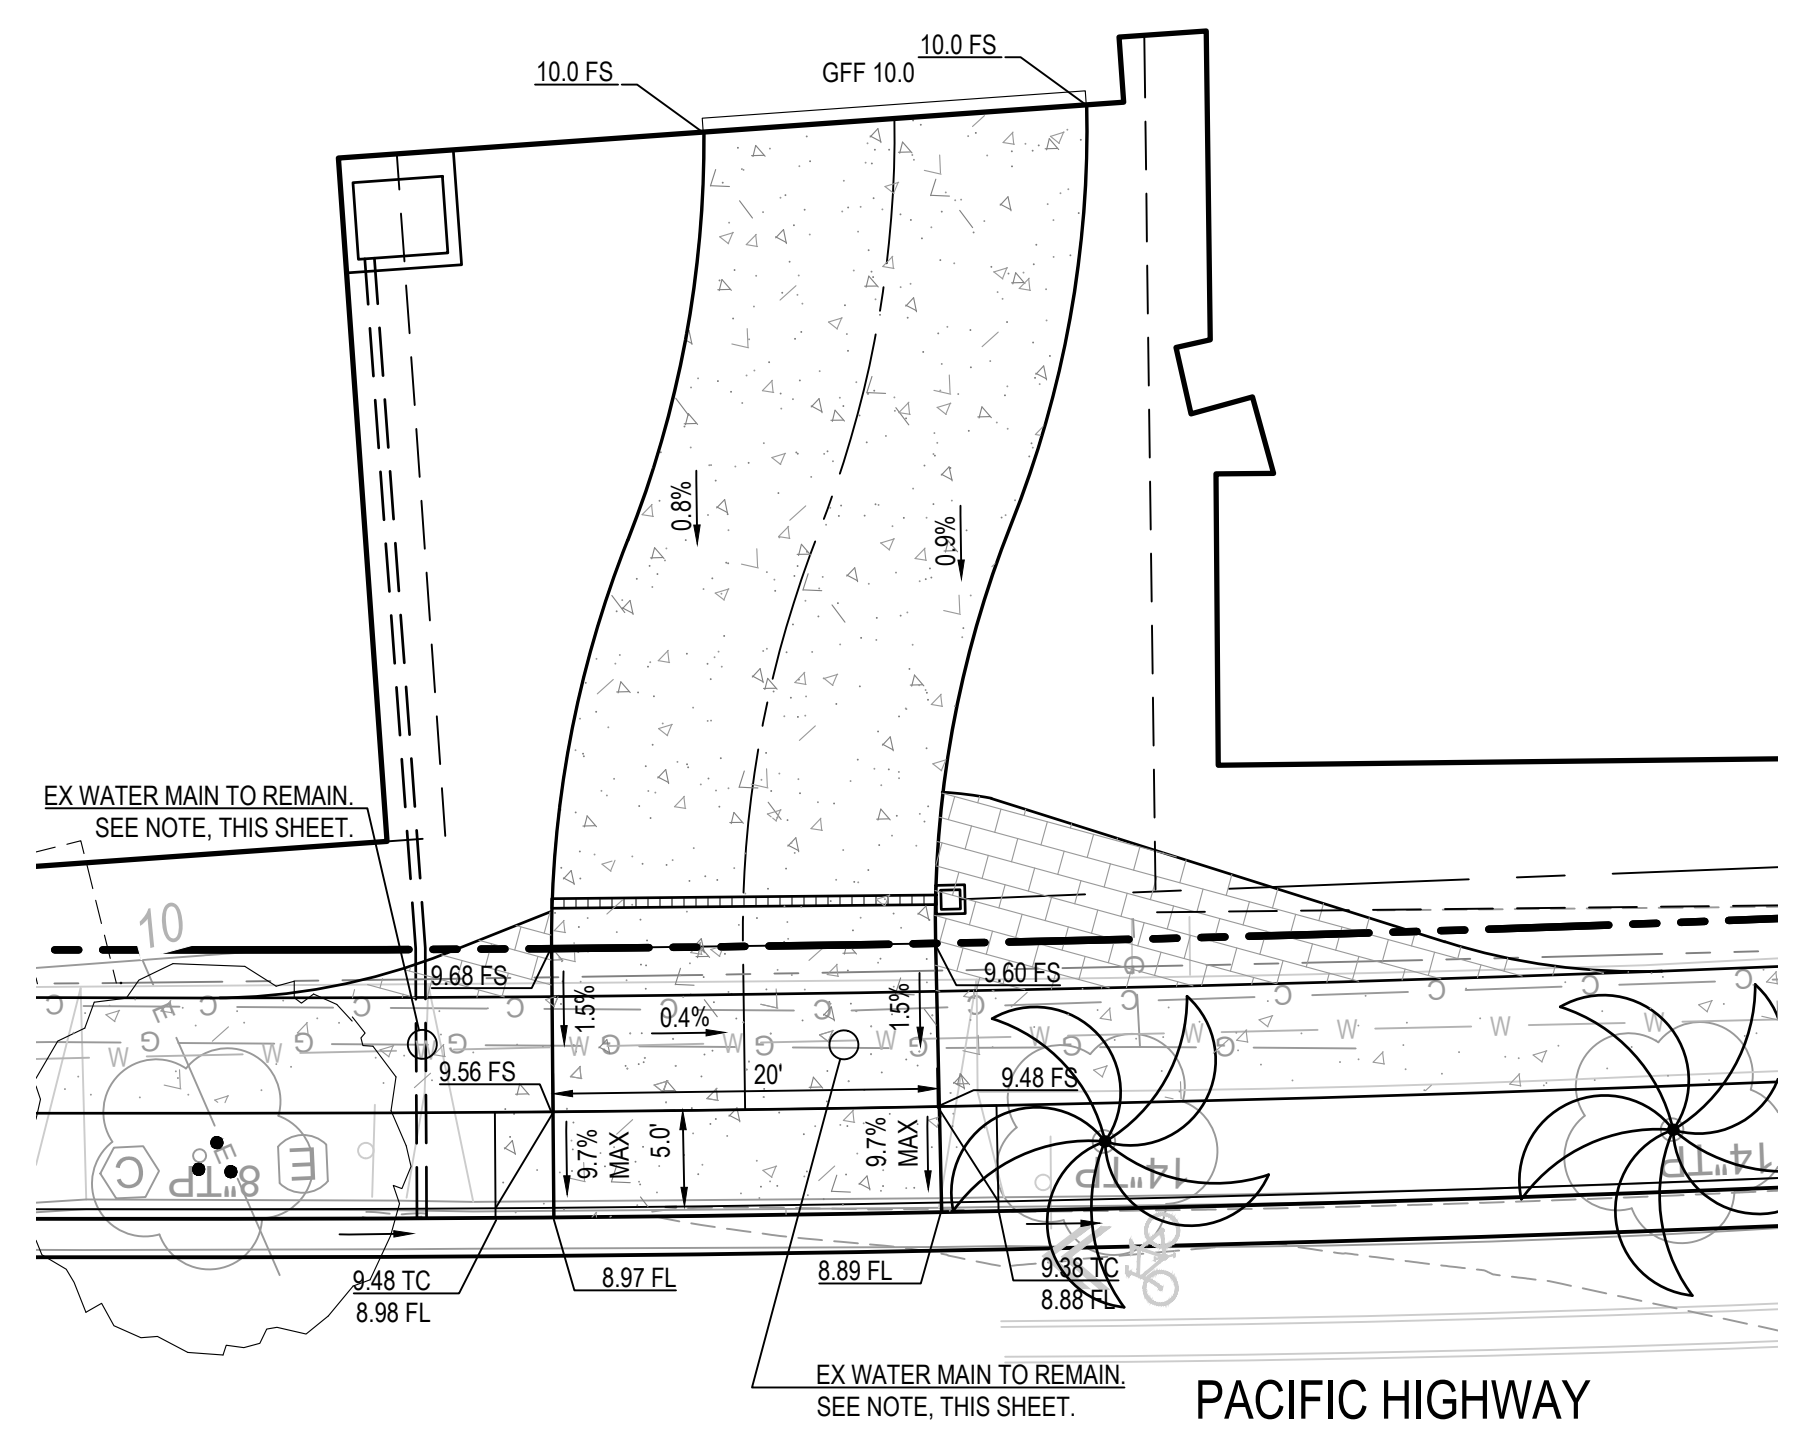 10.0 FS
10.0 FS
GFF 10.0
0.8%
0.9%
EX WATER MAIN TO REMAIN.
SEE NOTE, THIS SHEET.
10
9.68 FS
9.60 FS
1.5%
0.4%
1.5%
C C C C C C C C C C C
G
E
G G G G G G G G
W W W W W W W W W W
9.56 FS
20'
9.48 FS
9.7%
MAX
5.0'
9.7%
MAX
C
8"TP
E
E
14"TP
14"TP
9.48 TC
8.98 FL
8.97 FL
8.89 FL
9.38 TC
8.88 FL
EX WATER MAIN TO REMAIN.
SEE NOTE, THIS SHEET.
PACIFIC HIGHWAY